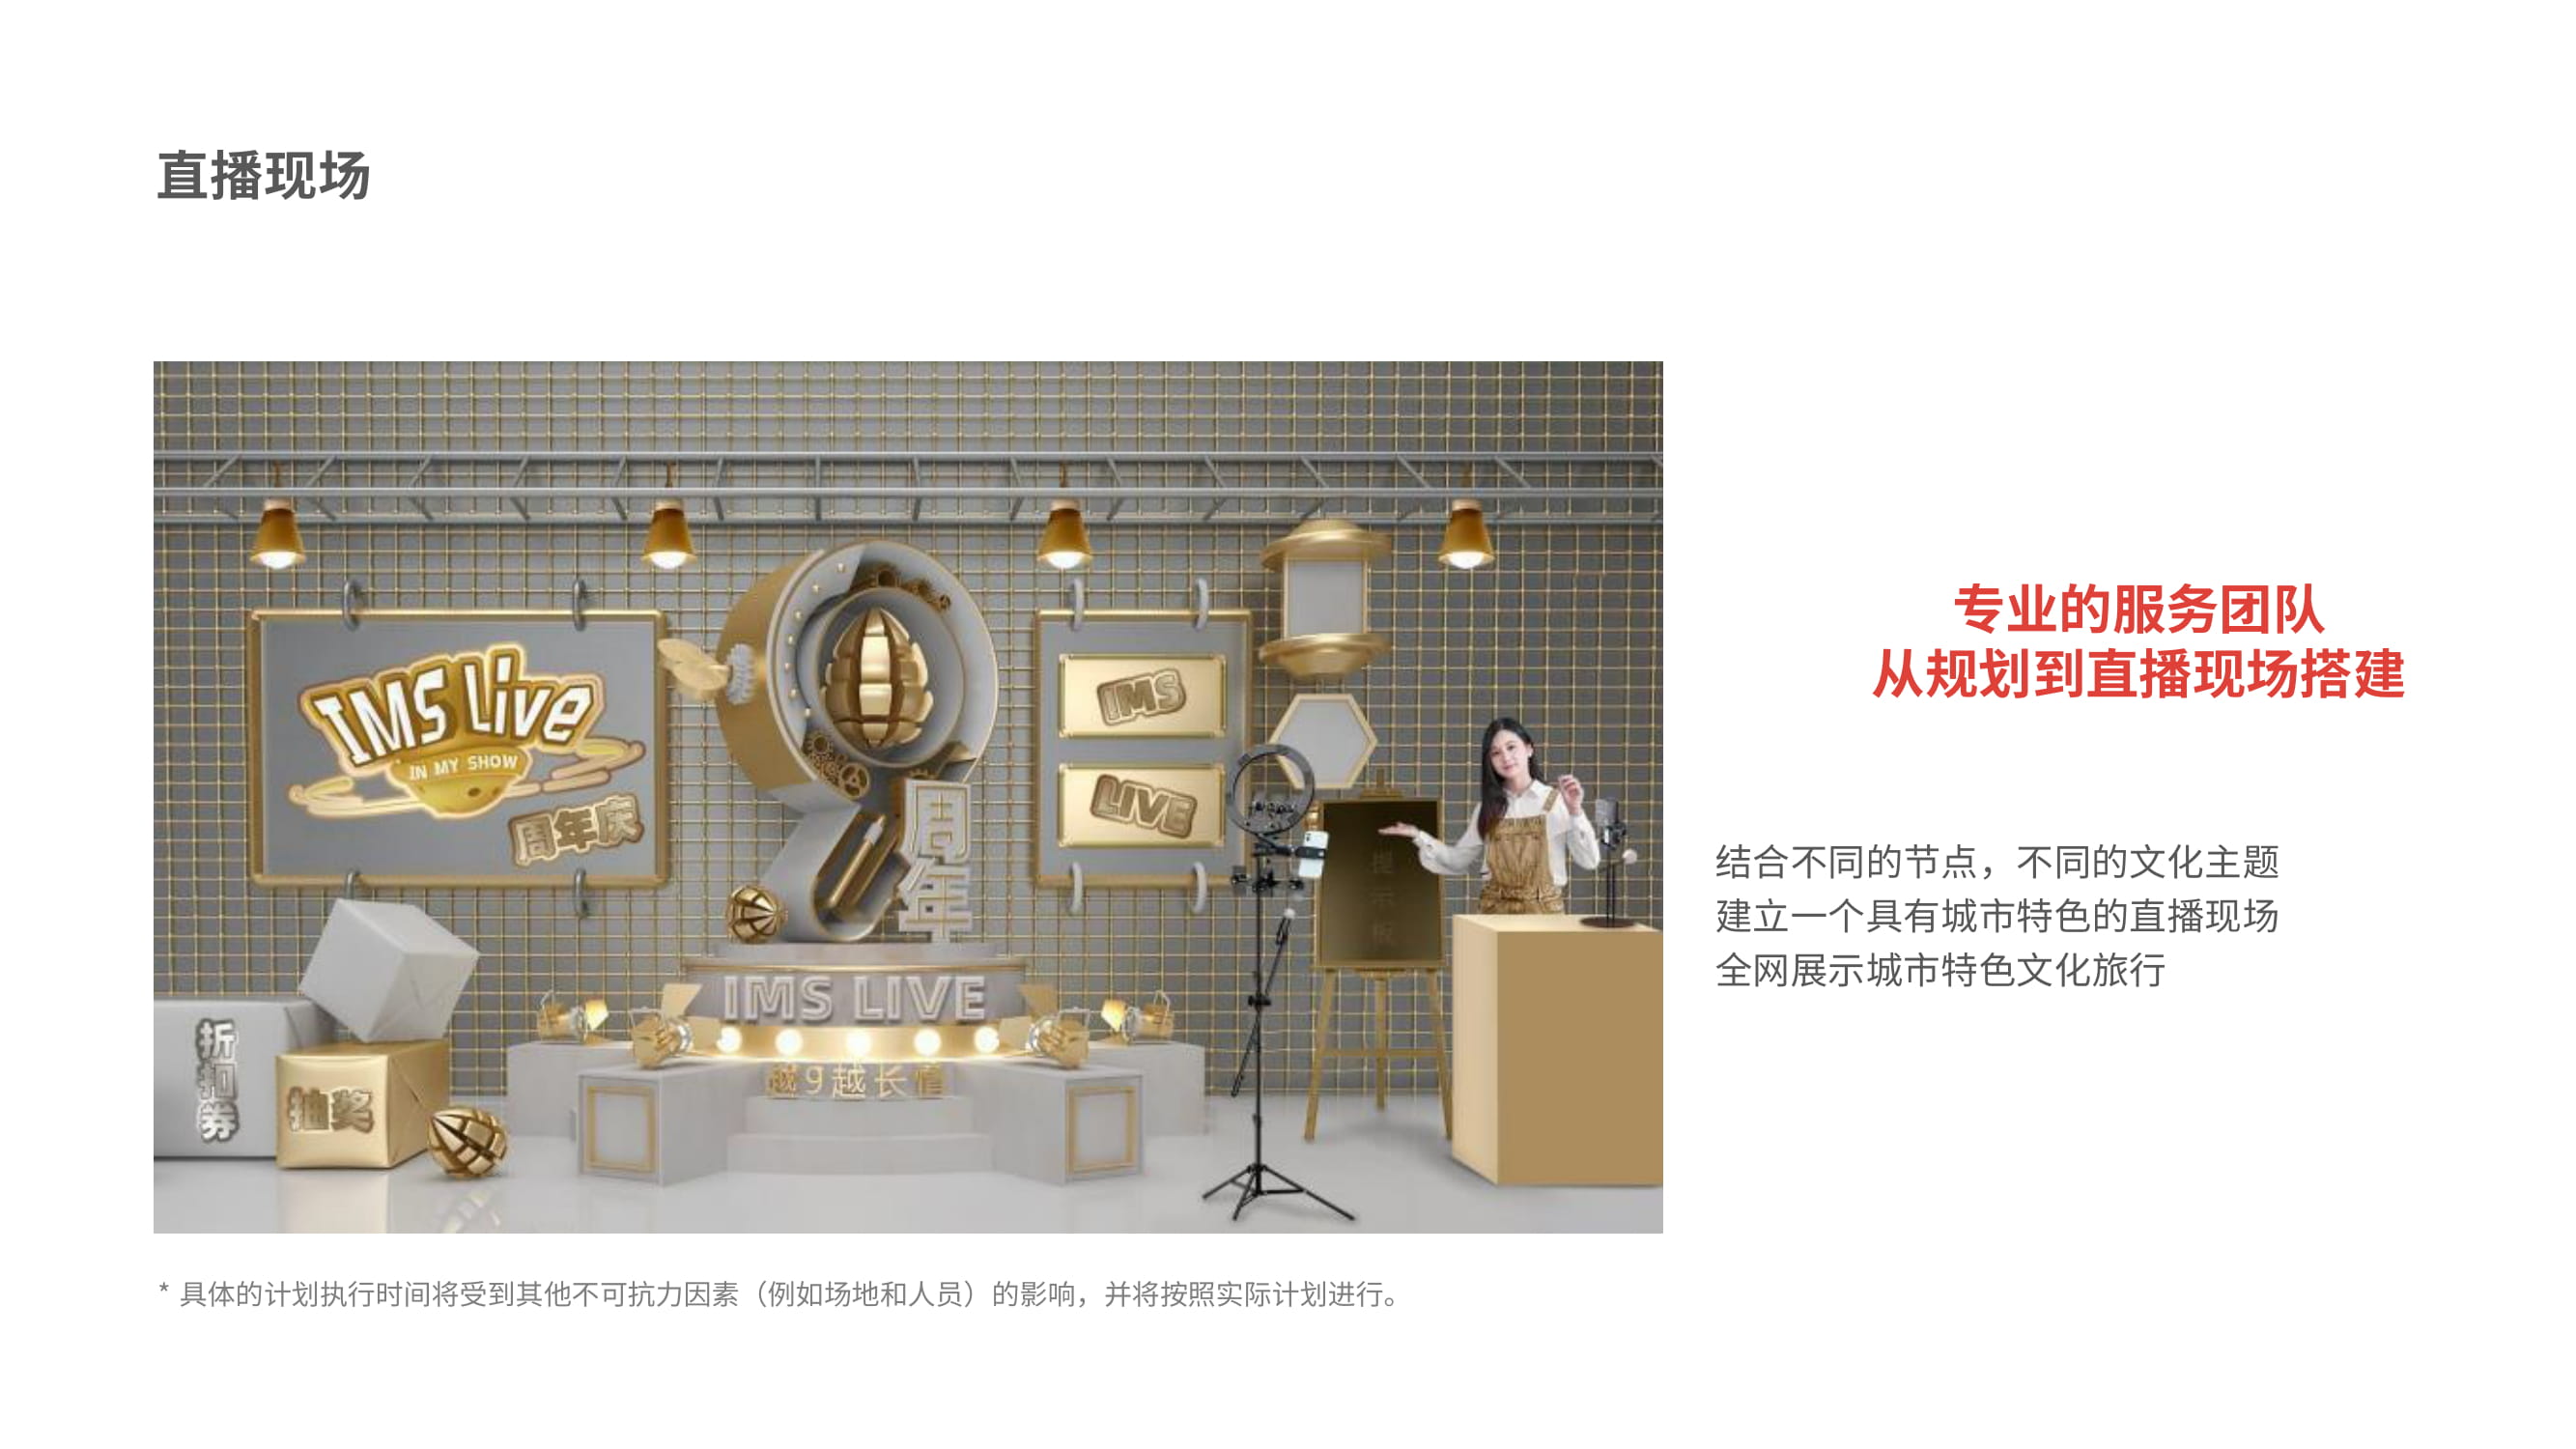 直播现场
IMS Live
IN MY SHOW
周年庆
9
周年
IMS
LIVE
提示板
IMS LIVE
越9越长情
折扣券
抽奖
专业的服务团队
从规划到直播现场搭建
结合不同的节点，不同的文化主题
建立一个具有城市特色的直播现场
全网展示城市特色文化旅行
* 具体的计划执行时间将受到其他不可抗力因素（例如场地和人员）的影响，并将按照实际计划进行。